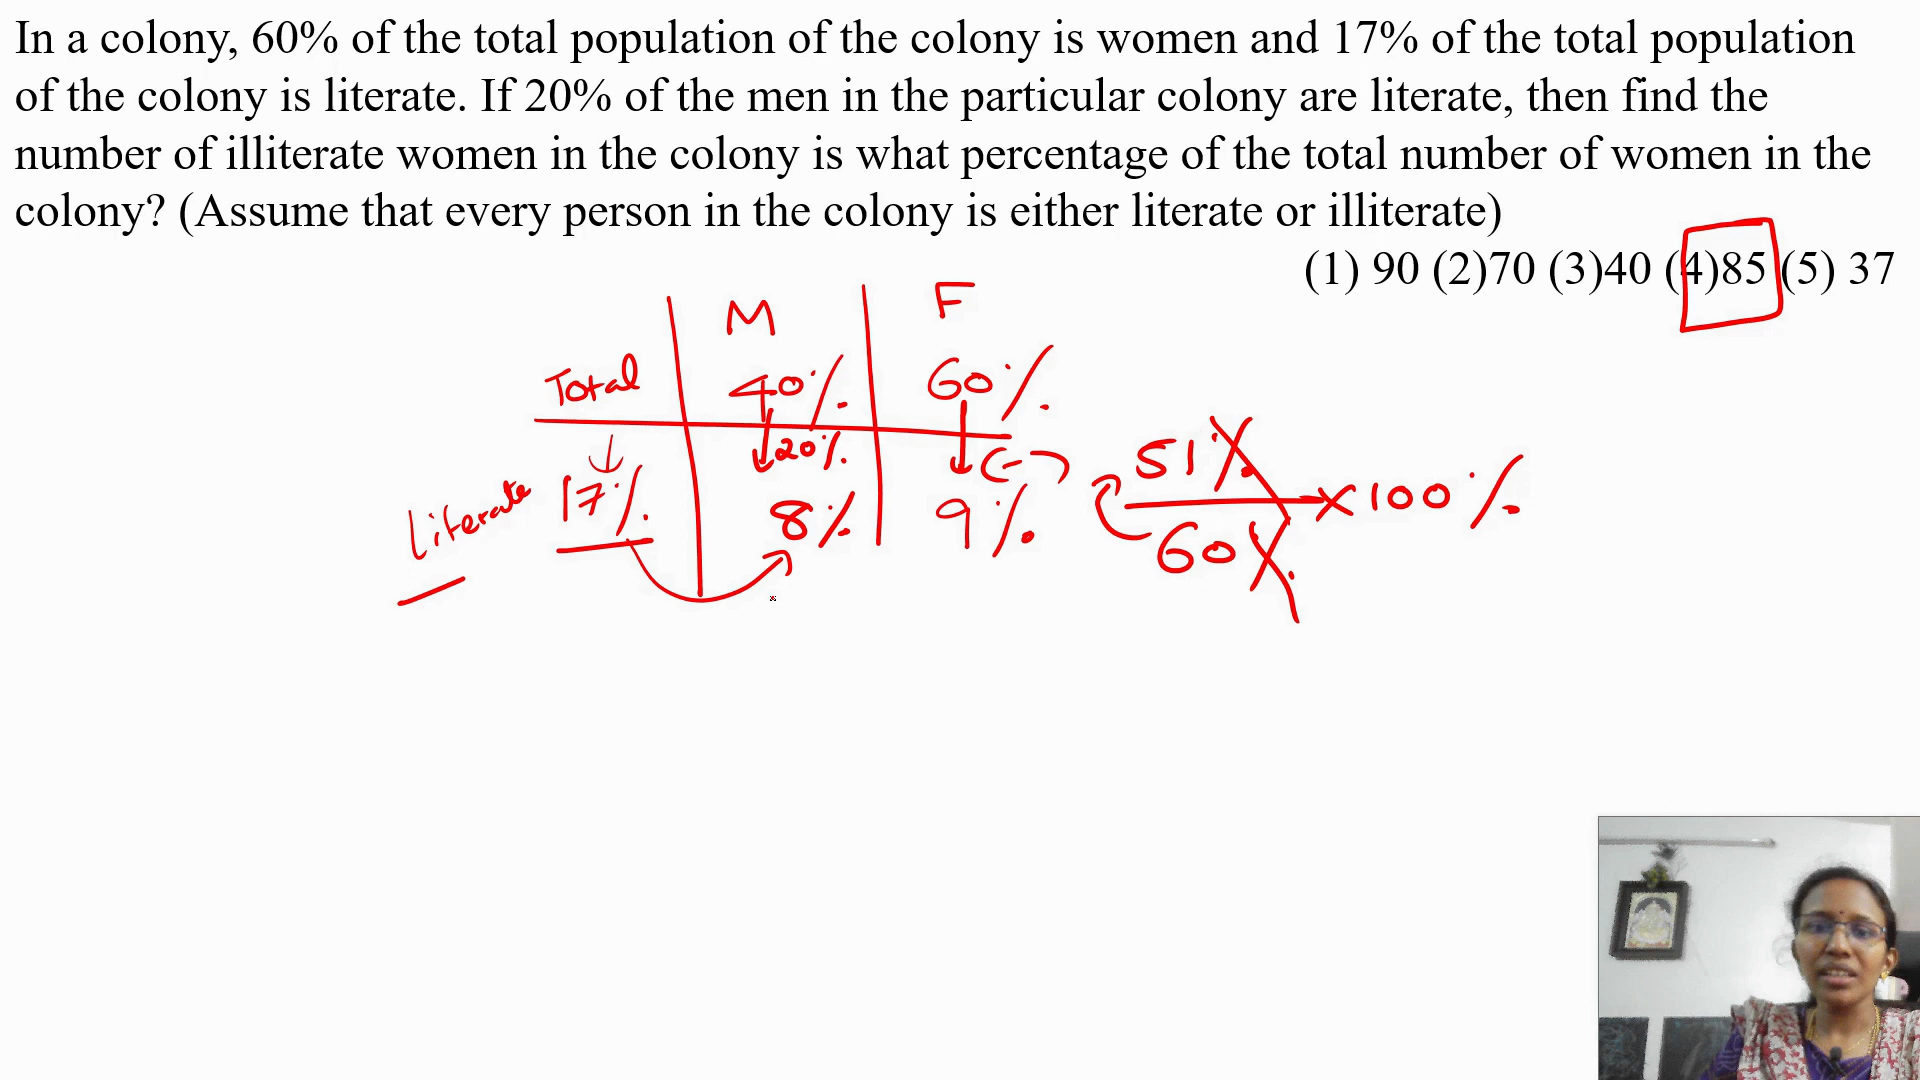 In a colony, 60% of the total population of the colony is women and 17% of the total population
of the colony is literate. If 20% of the men in the particular colony are literate, then find the
number of illiterate women in the colony is what percentage of the total number of women in the
colony? (Assume that every person in the colony is either literate or illiterate)
(1) 90 (2)70 (3)40 (4)85 (5) 37
M F
Total 40% 60%
20% (-)
Literate 17% 8% 9%
51%
60%
×100%